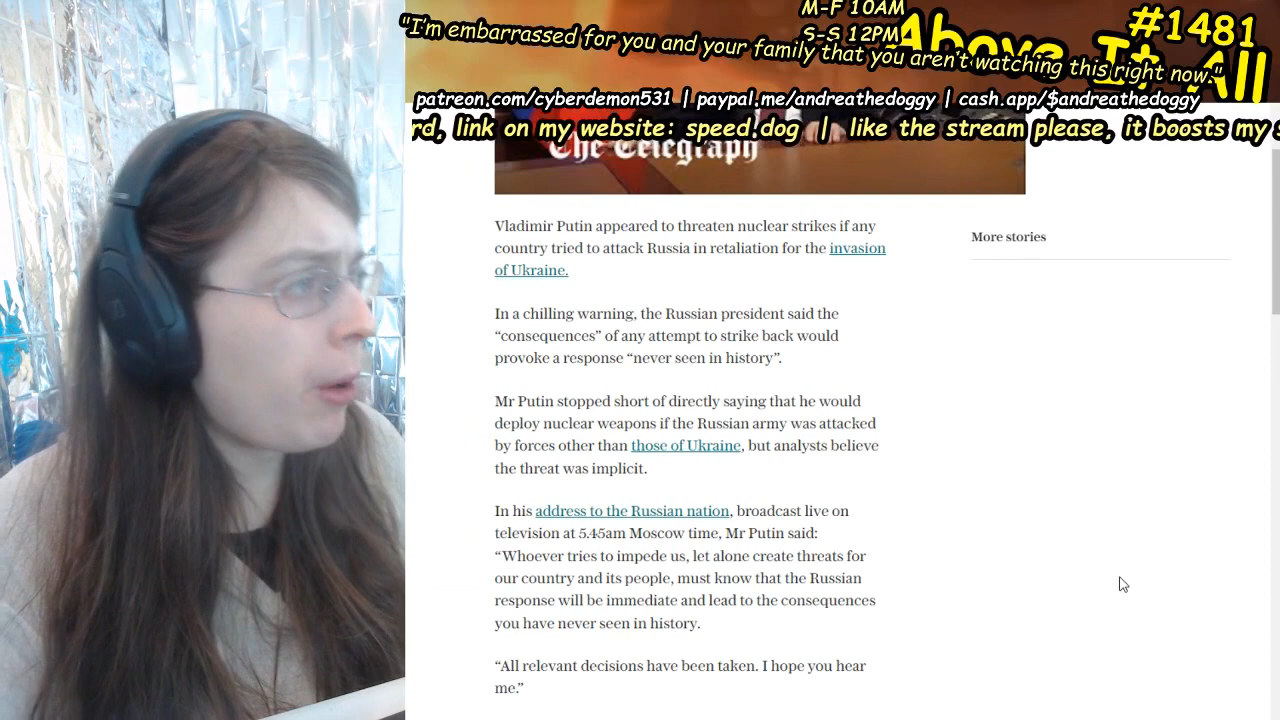 M-F 10AM
S-S 12PM
#1481
Above It All
"I'm embarrassed for you and your family that you aren't watching this right now."
patreon.com/cyberdemon531 | paypal.me/andreathedoggy | cash.app/$andreathedoggy
rd, link on my website: speed.dog | like the stream please, it boosts my
The Telegraph
Vladimir Putin appeared to threaten nuclear strikes if any
country tried to attack Russia in retaliation for the invasion
of Ukraine.
More stories
In a chilling warning, the Russian president said the
“consequences” of any attempt to strike back would
provoke a response “never seen in history”.
Mr Putin stopped short of directly saying that he would
deploy nuclear weapons if the Russian army was attacked
by forces other than those of Ukraine, but analysts believe
the threat was implicit.
In his address to the Russian nation, broadcast live on
television at 5.45am Moscow time, Mr Putin said:
“Whoever tries to impede us, let alone create threats for
our country and its people, must know that the Russian
response will be immediate and lead to the consequences
you have never seen in history.
“All relevant decisions have been taken. I hope you hear
me.”